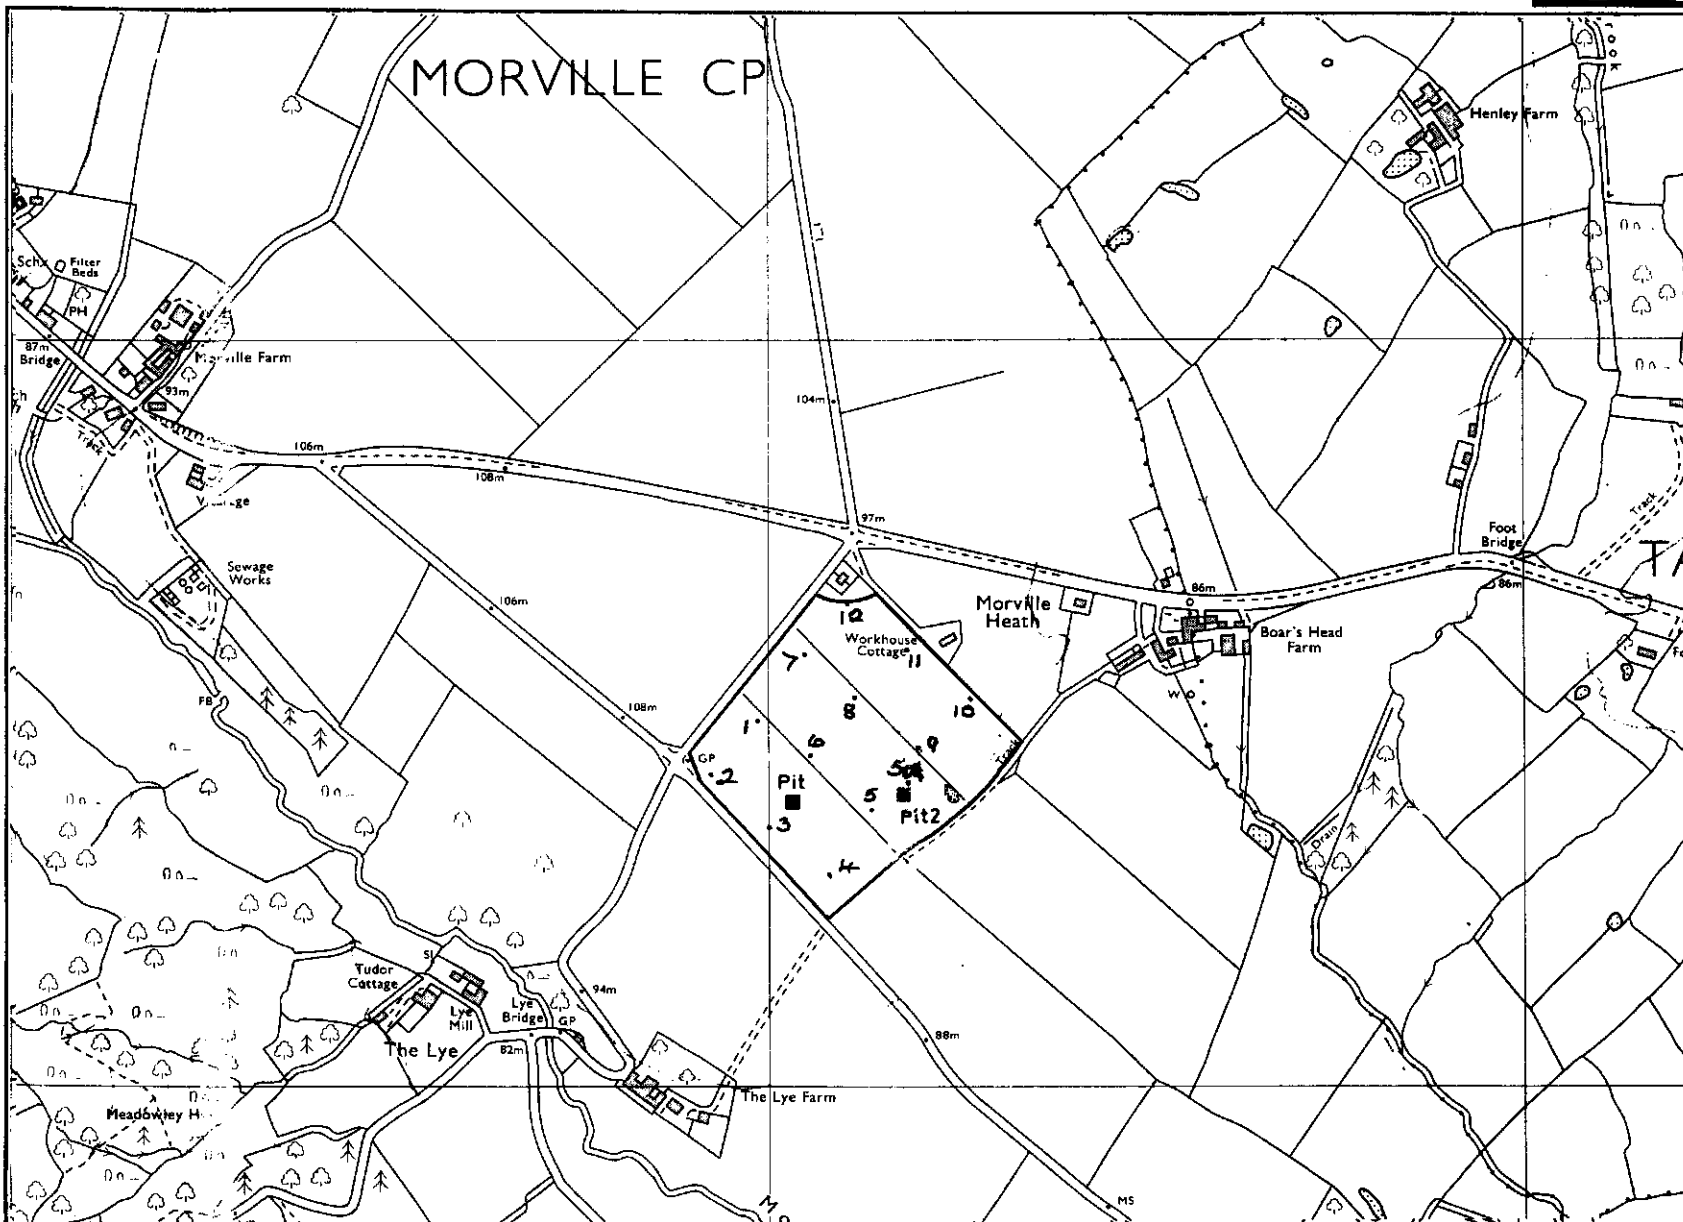 MORVILLE CP
Henley Farm
Filter
Beds
PH
87m
Bridge
Morville Farm
93m
Track
104m
106m
108m
97m
Sewage
Works
106m
108m
FB
GP
Morville
Heath
86m
Boar's Head
Farm
Foot
Bridge
86m
Track
Workhouse
Cottage
W
Track
Drain
12
7
11
8
10
1
6
9
2
Pit
5
Pit2
3
4
Tudor
Cottage
Lye
Mill
The Lye
Lye
Bridge
GP
82m
94m
The Lye Farm
88m
MS